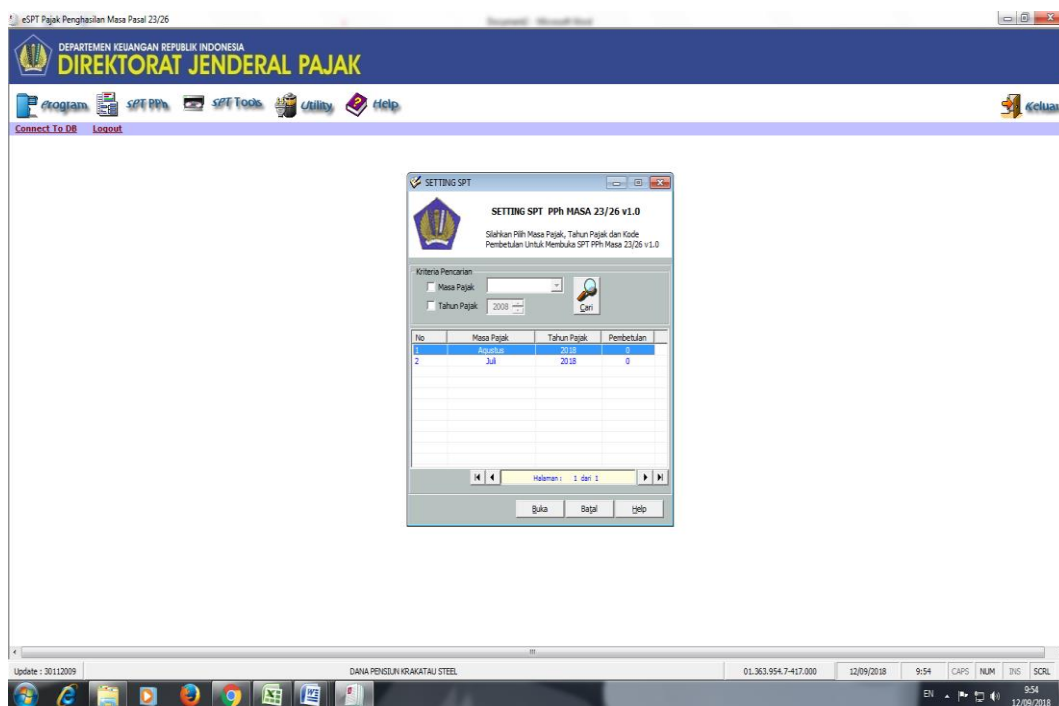 eSPT Pajak Penghasilan Masa Pasal 23/26
DEPARTEMEN KEUANGAN REPUBLIK INDONESIA
DIREKTORAT JENDERAL PAJAK
Program SPT PPh SPT Tools Utility Help Keluar
Connect To DB Logout
SETTING SPT
SETTING SPT PPh MASA 23/26 v1.0
Silahkan Pilih Masa Pajak, Tahun Pajak dan Kode
Pembetulan Untuk Membuka SPT PPh Masa 23/26 v1.0
Kriteria Pencarian
Masa Pajak
Tahun Pajak 2008 Cari
No Masa Pajak Tahun Pajak Pembetulan
1 Agustus 2018 0
2 Juli 2018 0
Halaman : 1 dari 1
Buka Batal Help
Update : 30112009 DANA PENSIUN KRAKATAU STEEL 01.363.954.7-417.000 12/09/2018 9:54 CAPS NUM INS SCRL
EN 9:54
12/09/2018